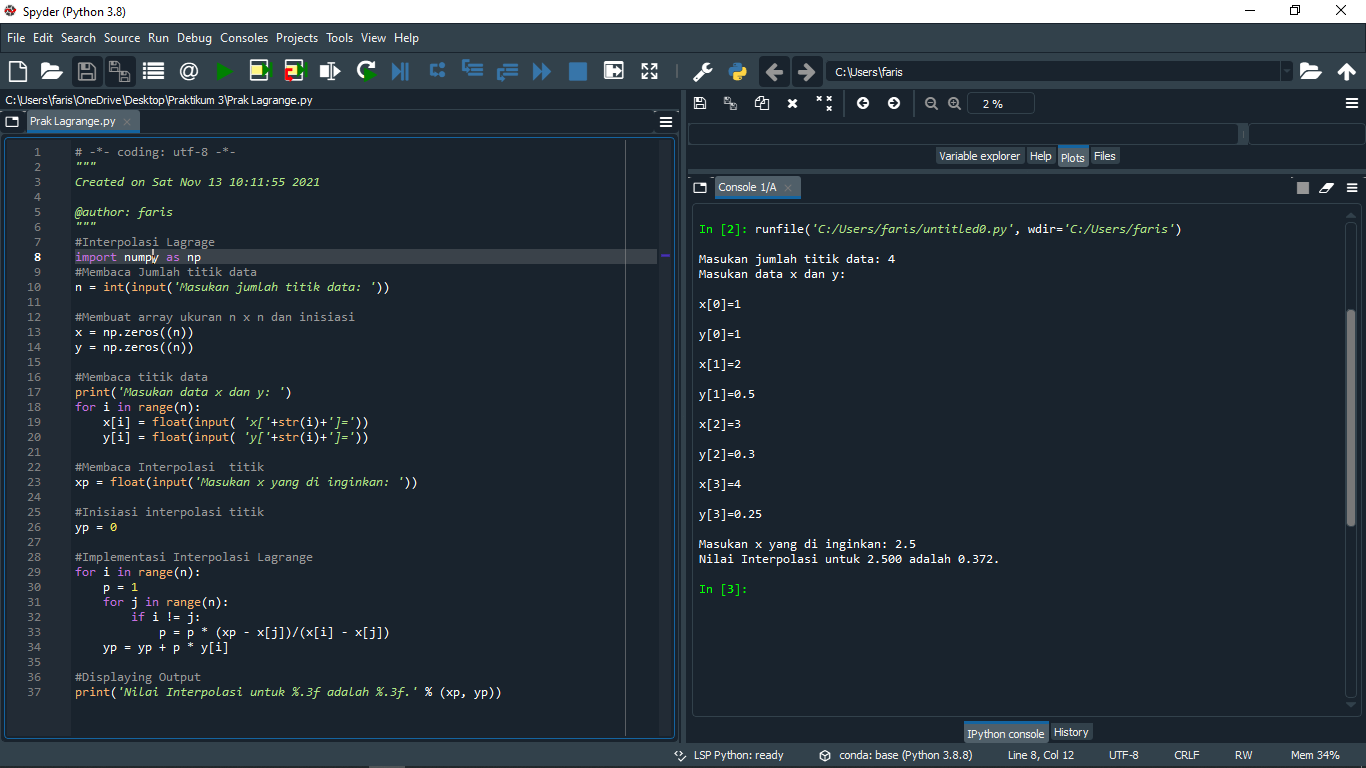 Spyder (Python 3.8)
File Edit Search Source Run Debug Consoles Projects Tools View Help
C:\Users\faris
C:\Users\faris\OneDrive\Desktop\Praktikum 3\Prak Lagrange.py
Prak Lagrange.py
1 # -*- coding: utf-8 -*-
2 """
3 Created on Sat Nov 13 10:11:55 2021
4
5 @author: faris
6 """
7 #Interpolasi Lagrage
8 import numpy as np
9 #Membaca Jumlah titik data
10 n = int(input('Masukan jumlah titik data: '))
11
12 #Membuat array ukuran n x n dan inisiasi
13 x = np.zeros((n))
14 y = np.zeros((n))
15
16 #Membaca titik data
17 print('Masukan data x dan y: ')
18 for i in range(n):
19     x[i] = float(input( 'x['+str(i)+']='))
20     y[i] = float(input( 'y['+str(i)+']='))
21
22 #Membaca Interpolasi  titik
23 xp = float(input('Masukan x yang di inginkan: '))
24
25 #Inisiasi interpolasi titik
26 yp = 0
27
28 #Implementasi Interpolasi Lagrange
29 for i in range(n):
30     p = 1
31     for j in range(n):
32         if i != j:
33             p = p * (xp - x[j])/(x[i] - x[j])
34     yp = yp + p * y[i]
35
36 #Displaying Output
37 print('Nilai Interpolasi untuk %.3f adalah %.3f.' % (xp, yp))
2 %
Variable explorer Help Plots Files
Console 1/A
In [2]: runfile('C:/Users/faris/untitled0.py', wdir='C:/Users/faris')
Masukan jumlah titik data: 4
Masukan data x dan y:
x[0]=1
y[0]=1
x[1]=2
y[1]=0.5
x[2]=3
y[2]=0.3
x[3]=4
y[3]=0.25
Masukan x yang di inginkan: 2.5
Nilai Interpolasi untuk 2.500 adalah 0.372.
In [3]:
IPython console History
LSP Python: ready conda: base (Python 3.8.8) Line 8, Col 12 UTF-8 CRLF RW Mem 34%